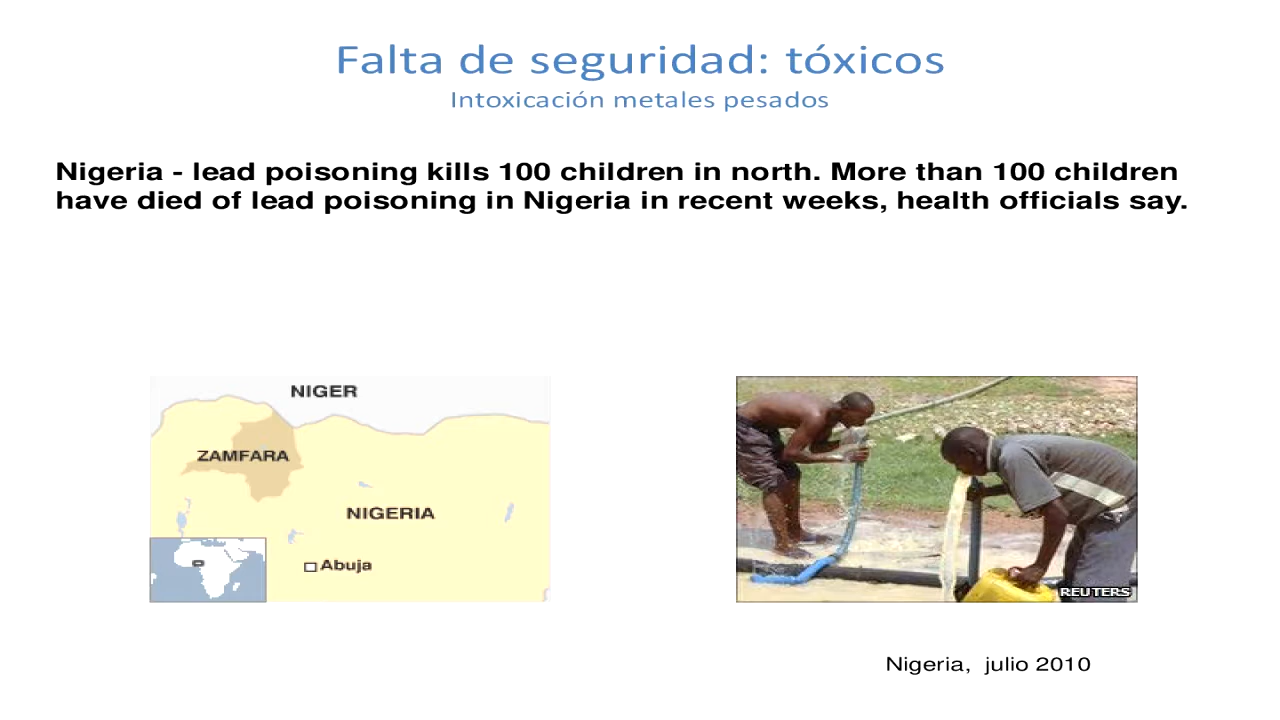 Falta de seguridad: tóxicos
Intoxicación metales pesados
Nigeria - lead poisoning kills 100 children in north. More than 100 children
have died of lead poisoning in Nigeria in recent weeks, health officials say.
NIGER
ZAMFARA
NIGERIA
Abuja
REUTERS
Nigeria,  julio 2010